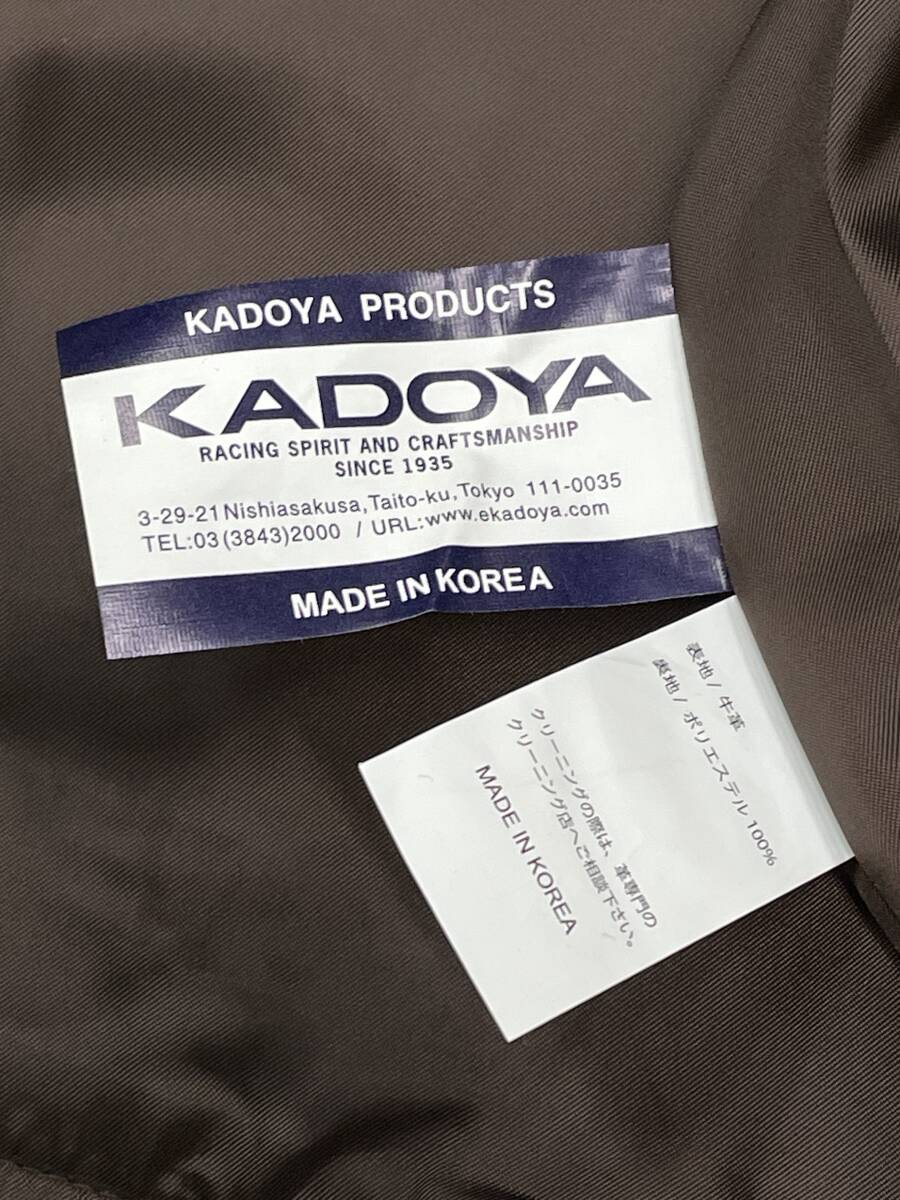 KADOYA PRODUCTS
KADOYA
RACING SPIRIT AND CRAFTSMANSHIP
SINCE 1935
3-29-21 Nishiasakusa, Taito-ku, Tokyo 111-0035
TEL:03(3843)2000 / URL:www.ekadoya.com
MADE IN KOREA
表地 / 牛革
裏地 / ポリエステル 100%
クリーニングの際は、革専門の
クリーニング店へご相談下さい。
MADE IN KOREA